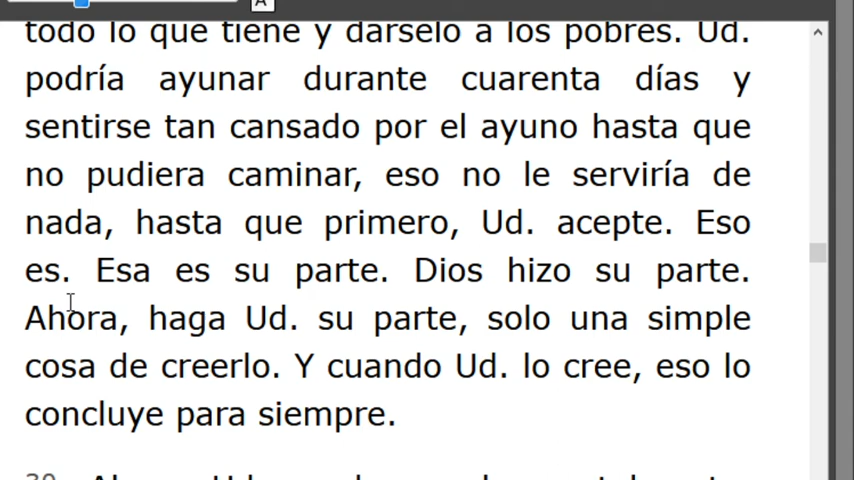 todo lo que tiene y dárselo a los pobres. Ud.
podría ayunar durante cuarenta días y
sentirse tan cansado por el ayuno hasta que
no pudiera caminar, eso no le serviría de
nada, hasta que primero, Ud. acepte. Eso
es. Esa es su parte. Dios hizo su parte.
Ahora, haga Ud. su parte, solo una simple
cosa de creerlo. Y cuando Ud. lo cree, eso lo
concluye para siempre.